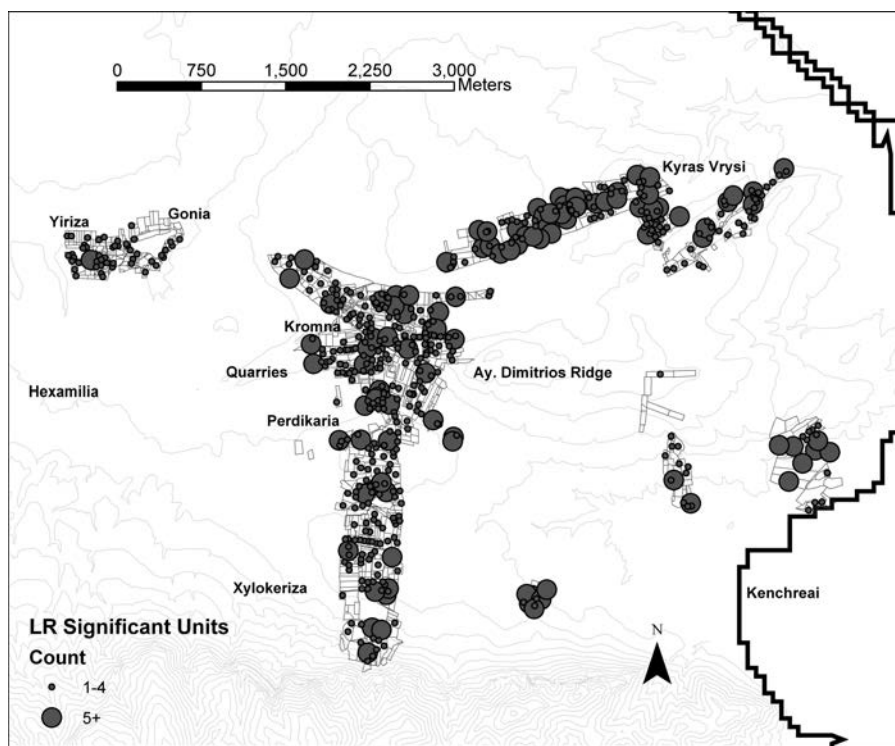 0 750 1,500 2,250 3,000
Meters
Kyras Vrysi
Gonia
Yiriza
Kromna
Quarries
Ay. Dimitrios Ridge
Hexamilia
Perdikaria
Xylokeriza
Kenchreai
N
LR Significant Units
Count
1-4
5+